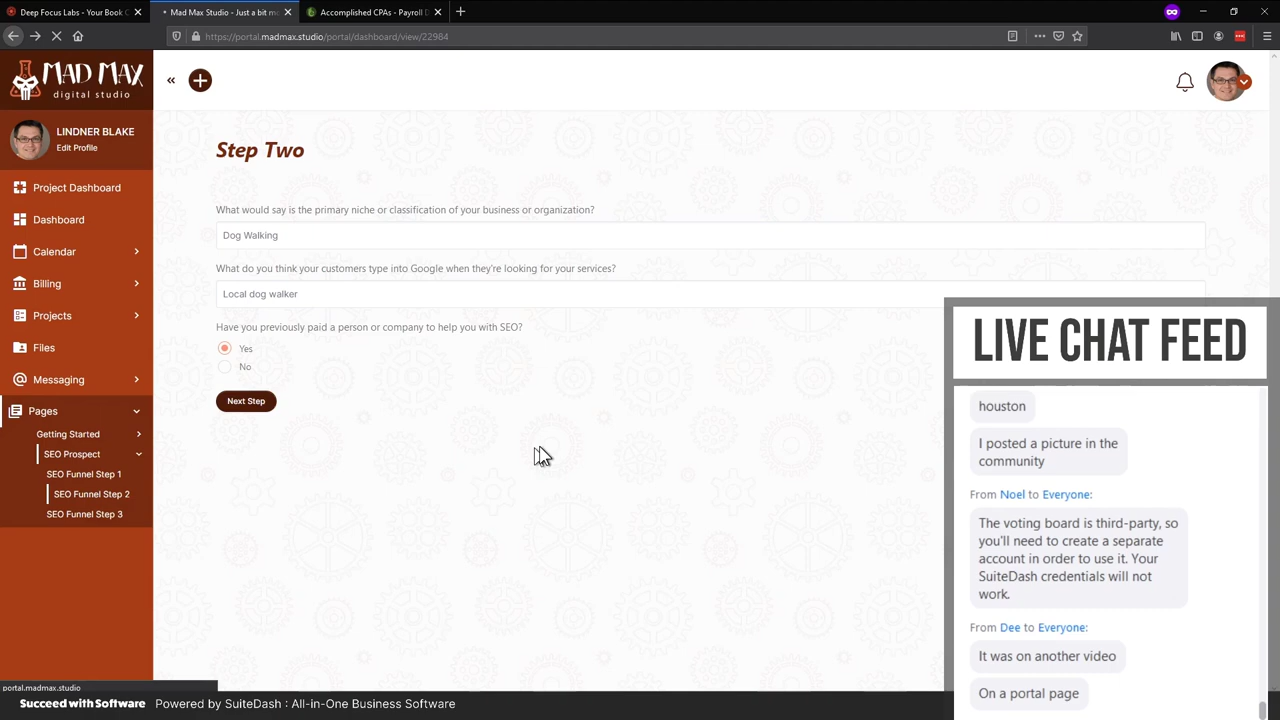 Deep Focus Labs - Your Book C
Mad Max Studio - Just a bit mo
Accomplished CPAs - Payroll D
https://portal.madmax.studio/portal/dashboard/view/22984
MAD MAX
digital studio
LINDNER BLAKE
Edit Profile
Project Dashboard
Dashboard
Calendar
Billing
Projects
Files
Messaging
Pages
Getting Started
SEO Prospect
SEO Funnel Step 1
SEO Funnel Step 2
SEO Funnel Step 3
Step Two
What would say is the primary niche or classification of your business or organization?
Dog Walking
What do you think your customers type into Google when they're looking for your services?
Local dog walker
Have you previously paid a person or company to help you with SEO?
Yes
No
Next Step
LIVE CHAT FEED
houston
I posted a picture in the
community
From Noel to Everyone:
The voting board is third-party, so
you'll need to create a separate
account in order to use it. Your
SuiteDash credentials will not
work.
From Dee to Everyone:
It was on another video
On a portal page
portal.madmax.studio
Succeed with Software Powered by SuiteDash : All-in-One Business Software